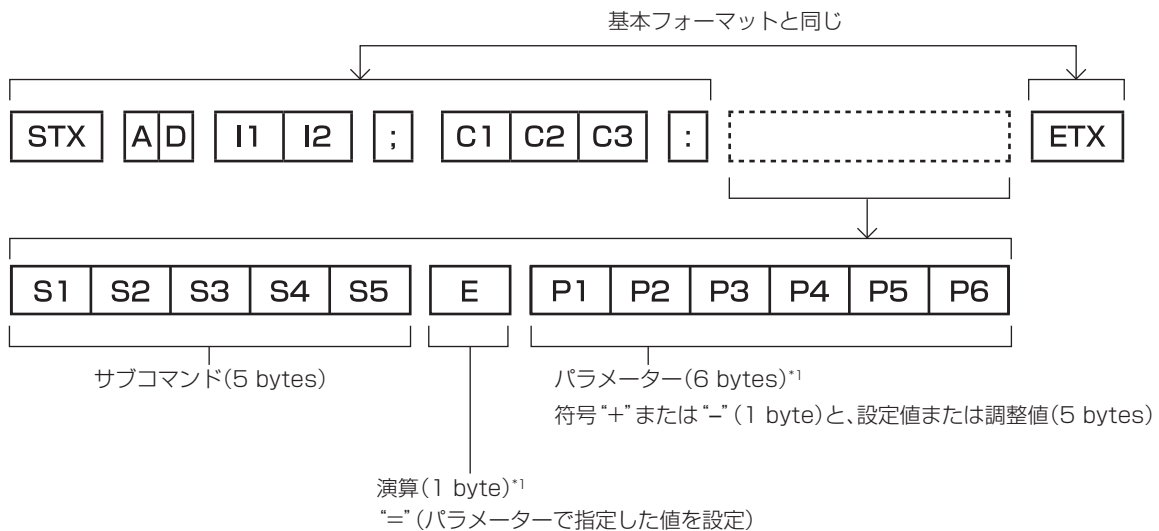 基本フォーマットと同じ
STX A D I1 I2 ; C1 C2 C3 : ETX
S1 S2 S3 S4 S5 E P1 P2 P3 P4 P5 P6
サブコマンド(5 bytes)
パラメーター(6 bytes)*1
符号“+”または“−”(1 byte)と、設定値または調整値(5 bytes)
演算(1 byte)*1
“=”(パラメーターで指定した値を設定)